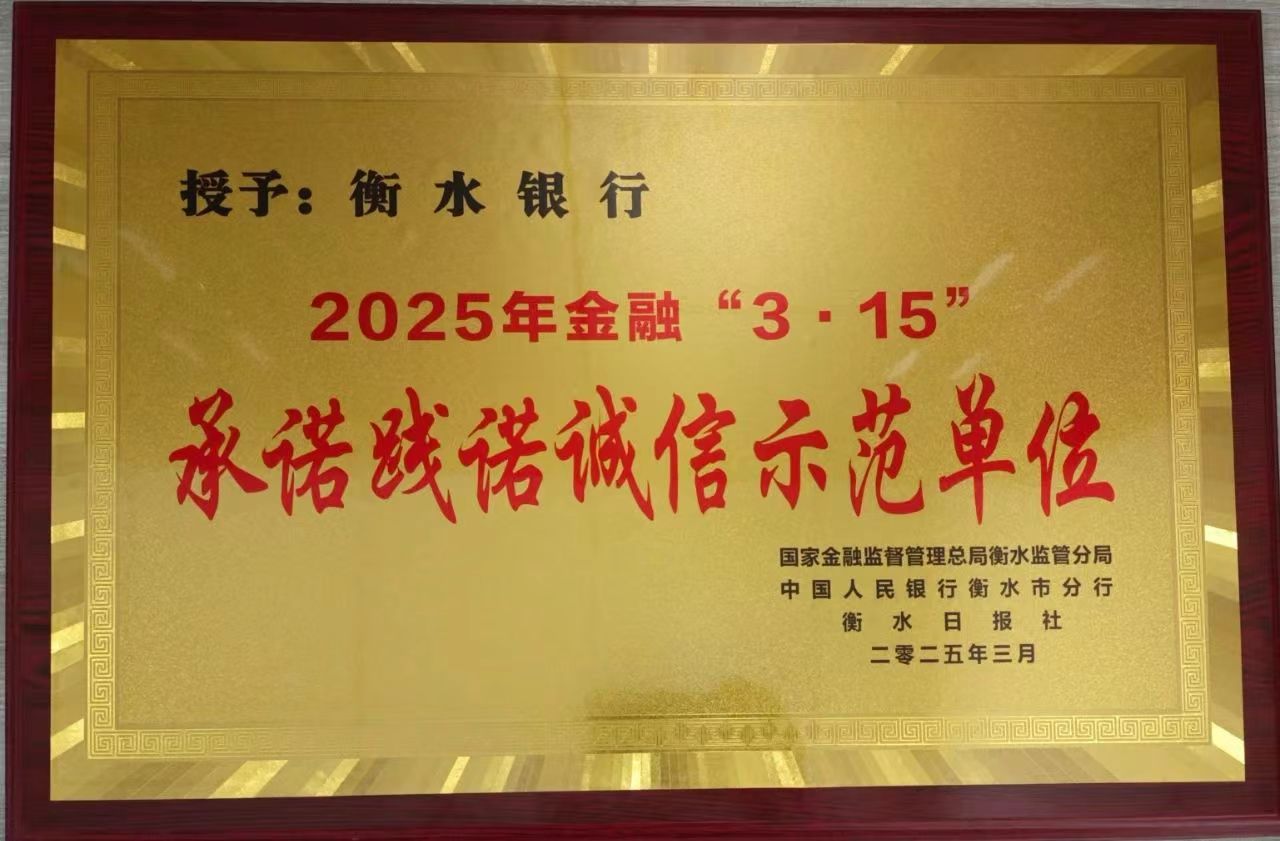 授予：衡水银行
2025年金融“3·15”
承诺践诺诚信示范单位
国家金融监督管理总局衡水监管分局
中国人民银行衡水市分行
衡水日报社
二零二五年三月